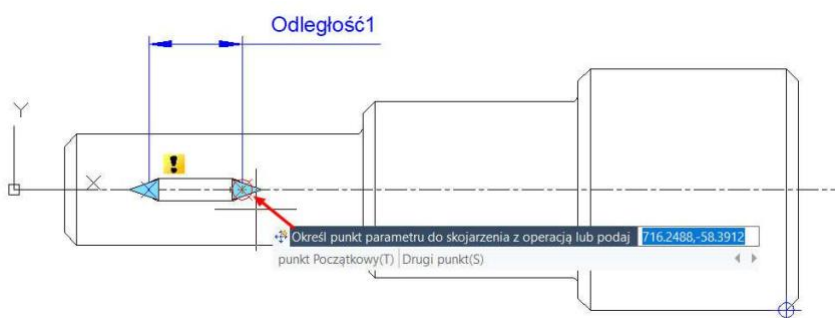 Odległość1
Y
X
!
Określ punkt parametru do skojarzenia z operacją lub podaj 716.2488,-58.3912
punkt Początkowy(T) Drugi punkt(S)